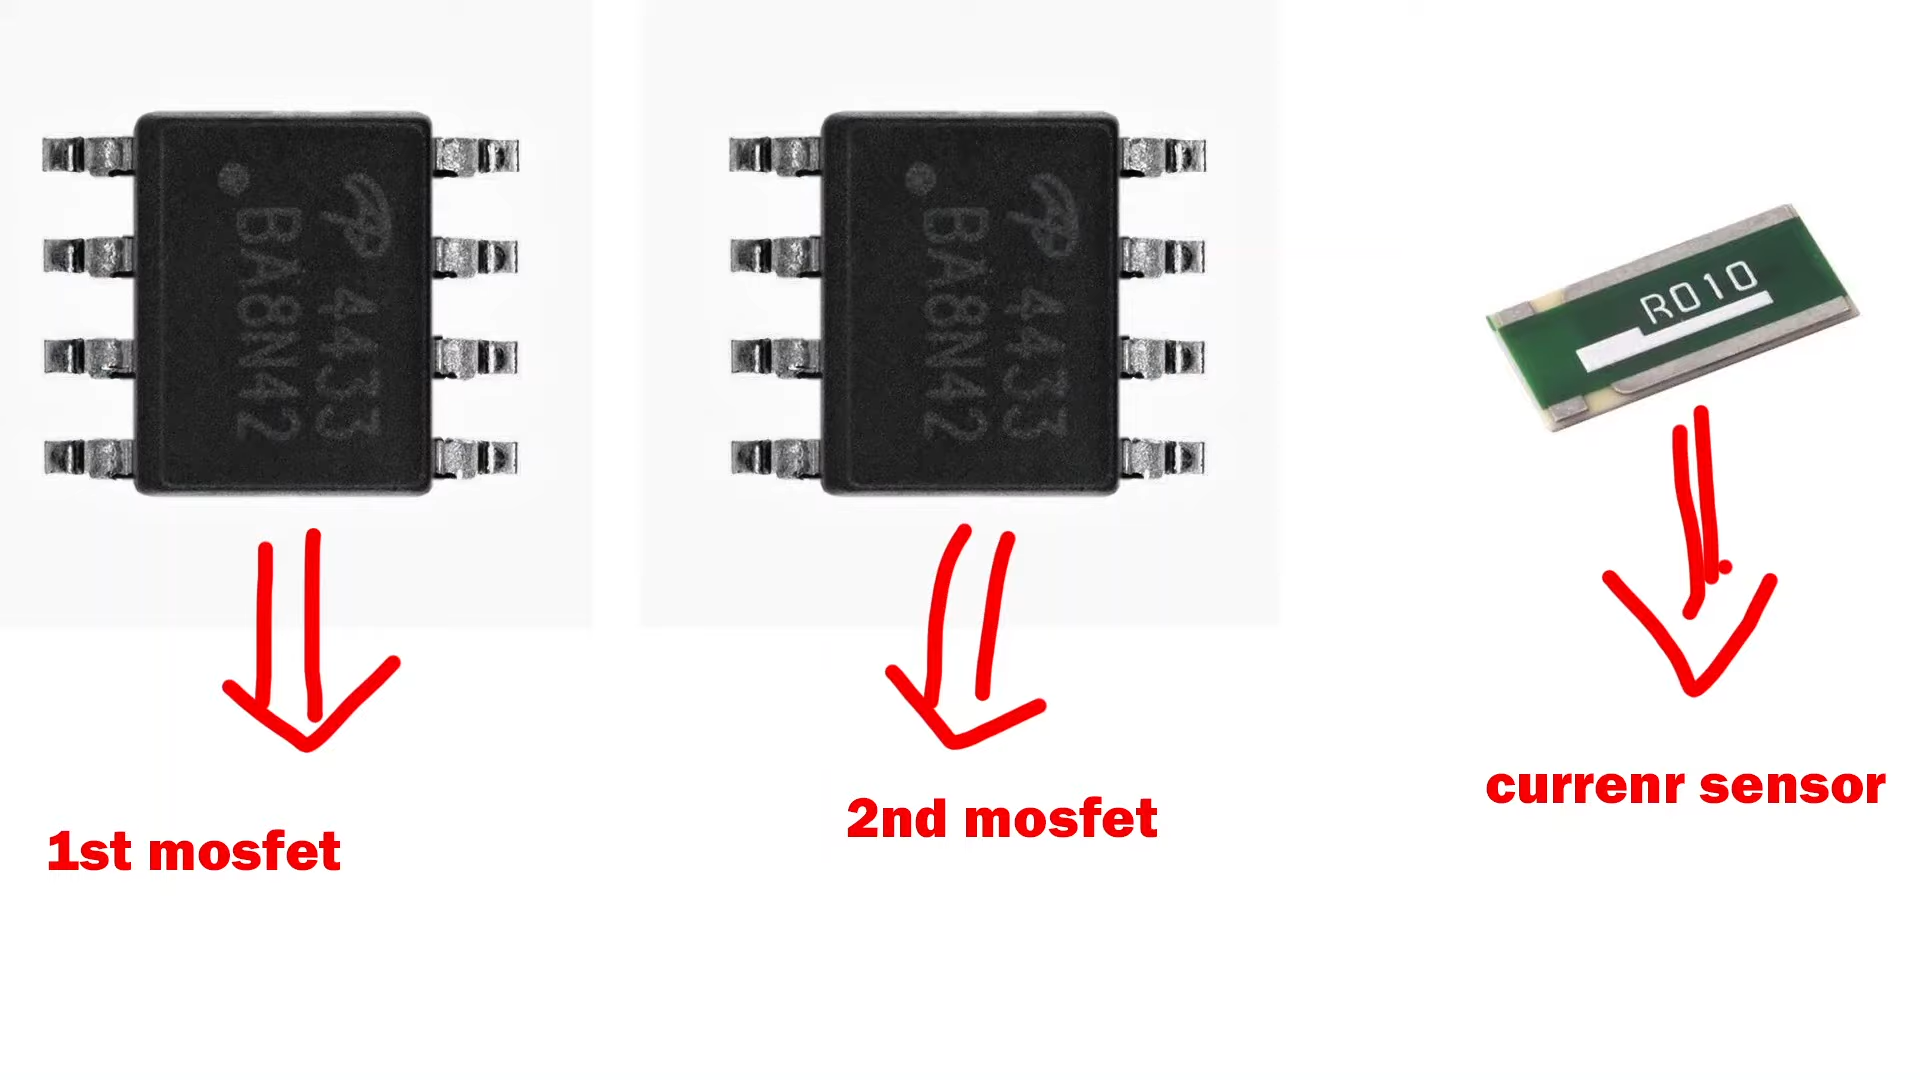 4433
BA8N42
4433
BA8N42
R010
1st mosfet
2nd mosfet
currenr sensor